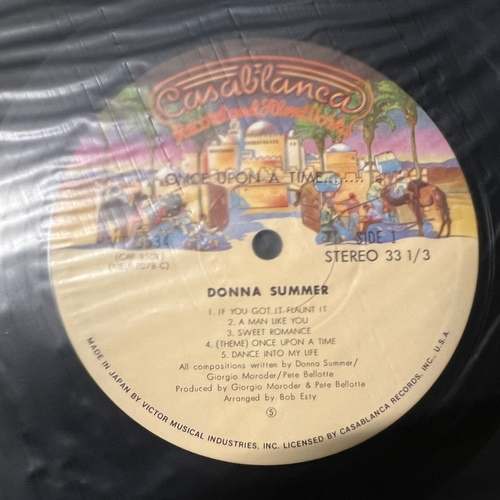 Casablanca
ONCE UPON A TIME......
SIDE 1
STEREO 33 1/3
DONNA SUMMER
1. IF YOU GOT IT FLAUNT IT
2. A MAN LIKE YOU
3. SWEET ROMANCE
4. (THEME) ONCE UPON A TIME
5. DANCE INTO MY LIFE
All compositions written by Donna Summer/
Giorgio Moroder/Pete Bellotte
Produced by Giorgio Moroder & Pete Bellotte
Arranged by Bob Esty
S
MADE IN JAPAN BY VICTOR MUSICAL INDUSTRIES, INC. LICENSED BY CASABLANCA RECORDS, INC., U.S.A.